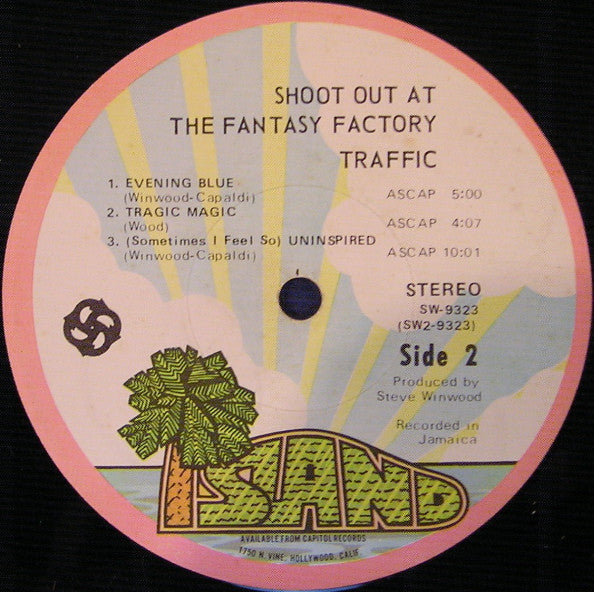 SHOOT OUT AT
THE FANTASY FACTORY
TRAFFIC
1. EVENING BLUE
(Winwood-Capaldi) ASCAP 5:00
2. TRAGIC MAGIC
(Wood) ASCAP 4:07
3. (Sometimes I Feel So) UNINSPIRED
(Winwood-Capaldi) ASCAP 10:01
STEREO
SW-9323
(SW2-9323)
Side 2
Produced by
Steve Winwood
Recorded in
Jamaica
ISLAND
AVAILABLE FROM CAPITOL RECORDS
1750 N. VINE, HOLLYWOOD, CALIF.